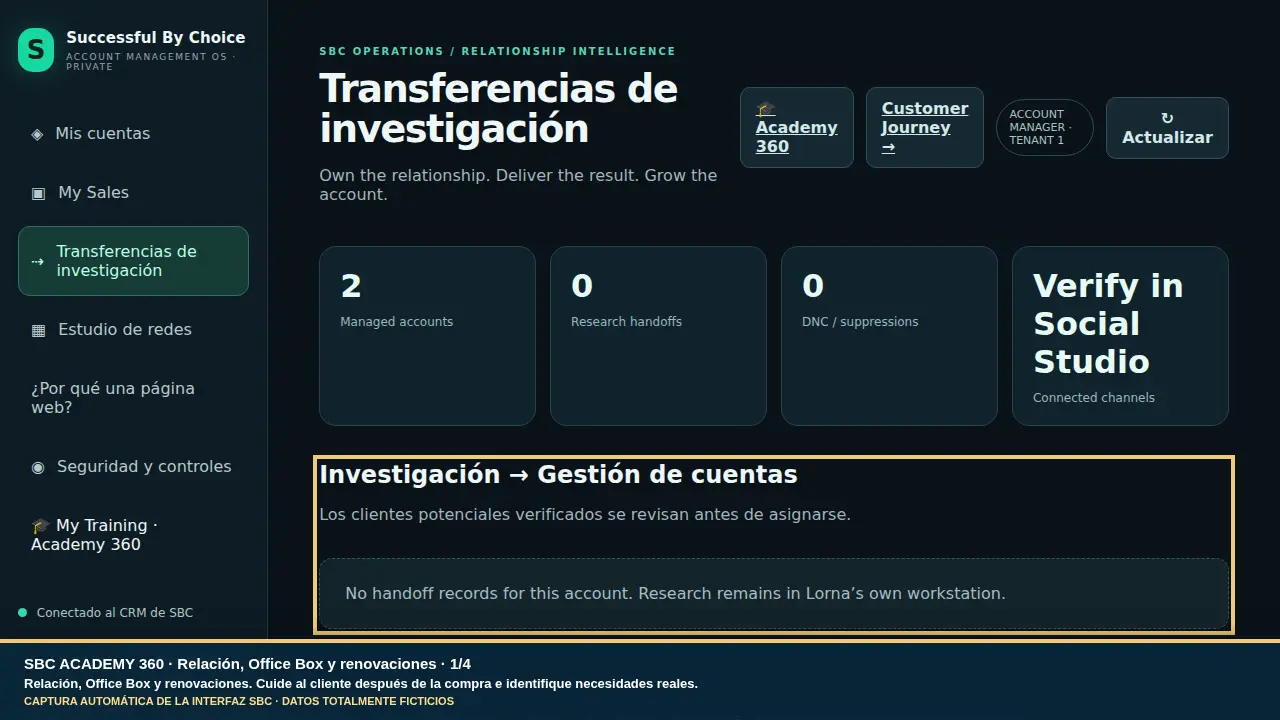 S
Successful By Choice
ACCOUNT MANAGEMENT OS ·
PRIVATE
◈ Mis cuentas
▣ My Sales
⇢ Transferencias de
investigación
▦ Estudio de redes
¿Por qué una página
web?
◉ Seguridad y controles
🎓 My Training ·
Academy 360
Conectado al CRM de SBC
SBC OPERATIONS / RELATIONSHIP INTELLIGENCE
Transferencias de
investigación
Own the relationship. Deliver the result. Grow the
account.
🎓
Academy
360
Customer
Journey
→
ACCOUNT
MANAGER ·
TENANT 1
↻
Actualizar
2
Managed accounts
0
Research handoffs
0
DNC / suppressions
Verify in
Social
Studio
Connected channels
Investigación → Gestión de cuentas
Los clientes potenciales verificados se revisan antes de asignarse.
No handoff records for this account. Research remains in Lorna’s own workstation.
SBC ACADEMY 360 · Relación, Office Box y renovaciones · 1/4
Relación, Office Box y renovaciones. Cuide al cliente después de la compra e identifique necesidades reales.
CAPTURA AUTOMÁTICA DE LA INTERFAZ SBC · DATOS TOTALMENTE FICTICIOS